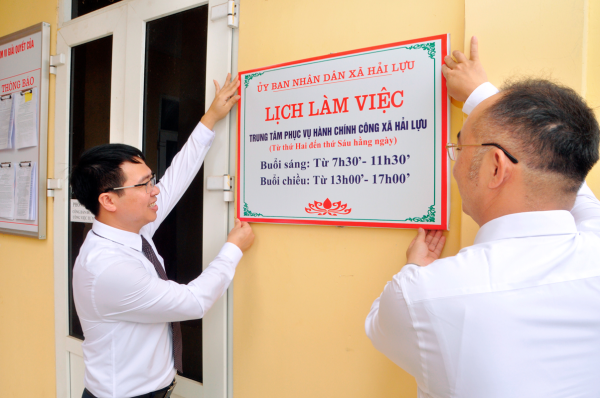 THÔNG BÁO
ỦY BAN NHÂN DÂN XÃ HẢI LỰU
LỊCH LÀM VIỆC
TRUNG TÂM PHỤC VỤ HÀNH CHÍNH CÔNG XÃ HẢI LỰU
(Từ thứ Hai đến thứ Sáu hằng ngày)
Buổi sáng: Từ 7h30' - 11h30'
Buổi chiều: Từ 13h00' - 17h00'